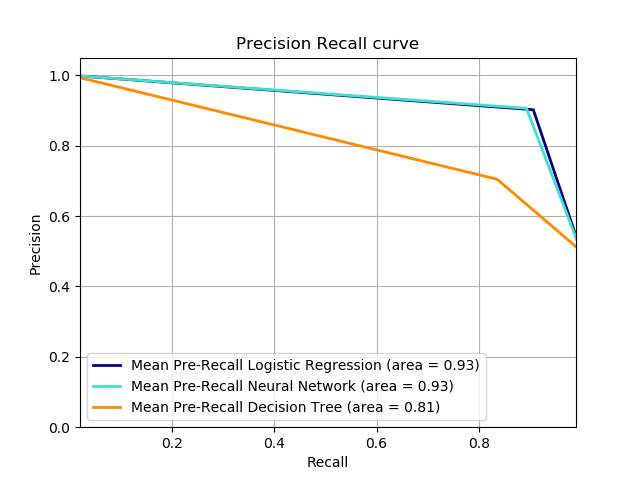 Precision Recall curve
1.0
0.8
0.6
0.4
0.2
0.0
Precision
Mean Pre-Recall Logistic Regression (area = 0.93)
Mean Pre-Recall Neural Network (area = 0.93)
Mean Pre-Recall Decision Tree (area = 0.81)
0.2 0.4 0.6 0.8
Recall